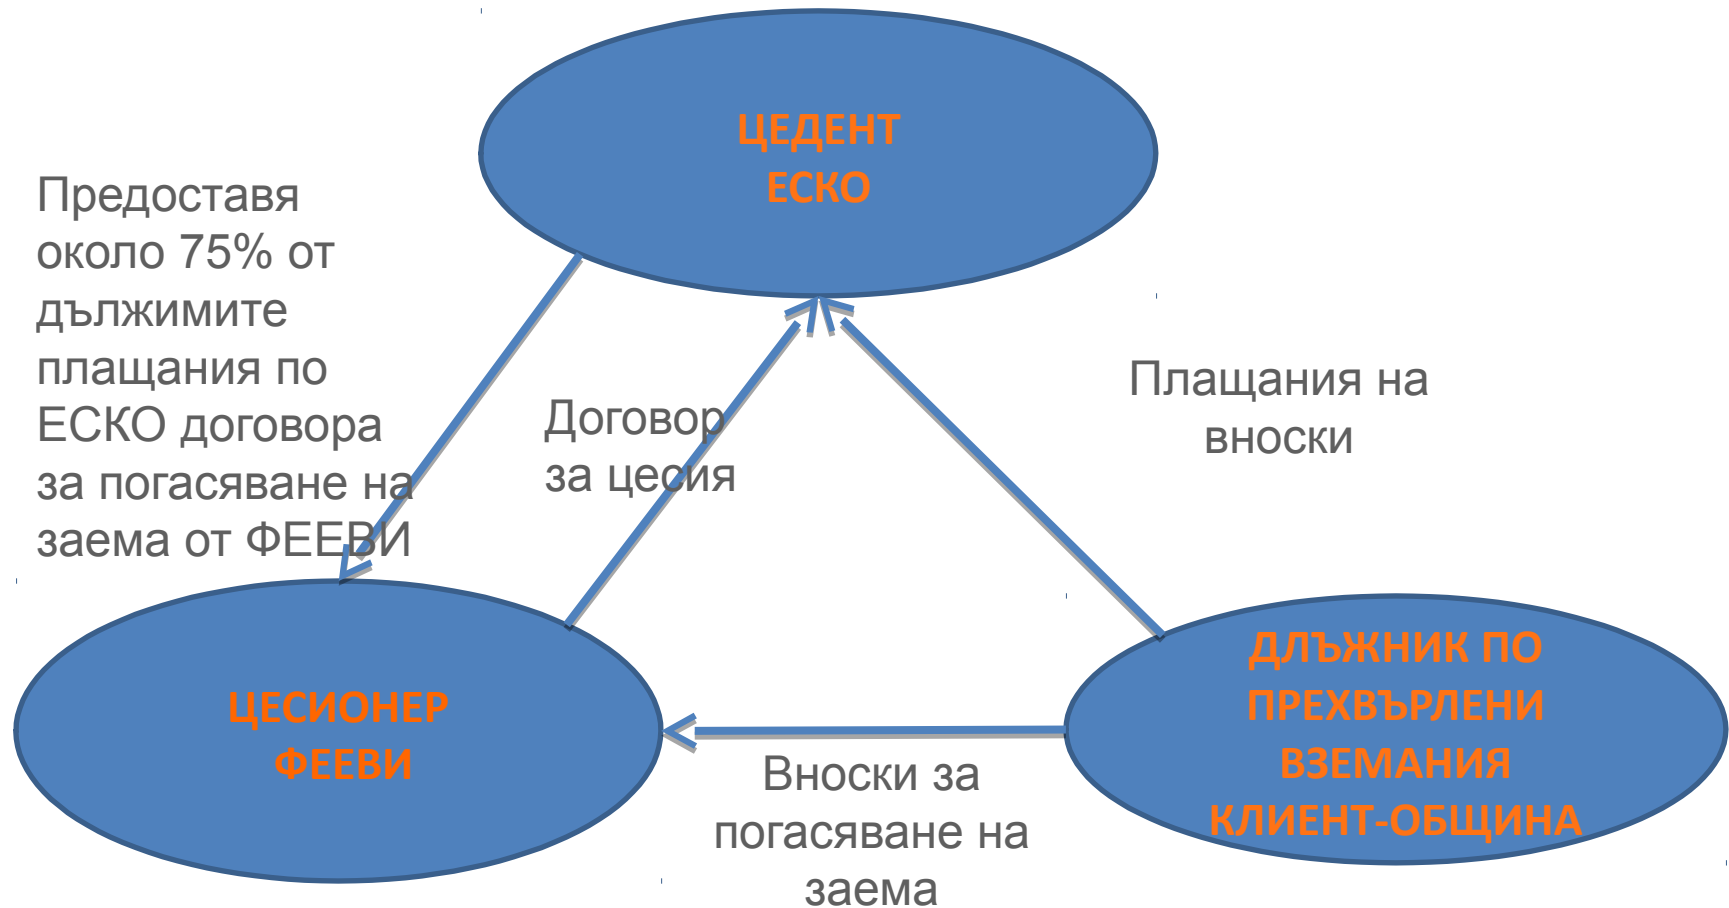 ЦЕДЕНТ
ЕСКО
Предоставя
около 75% от
дължимите
плащания по
ЕСКО договора
за погасяване на
заема от ФЕЕВИ
Договор
за цесия
Плащания на
вноски
ЦЕСИОНЕР
ФЕЕВИ
ДЛЪЖНИК ПО
ПРЕХВЪРЛЕНИ
ВЗЕМАНИЯ
КЛИЕНТ-ОБЩИНА
Вноски за
погасяване на
заема